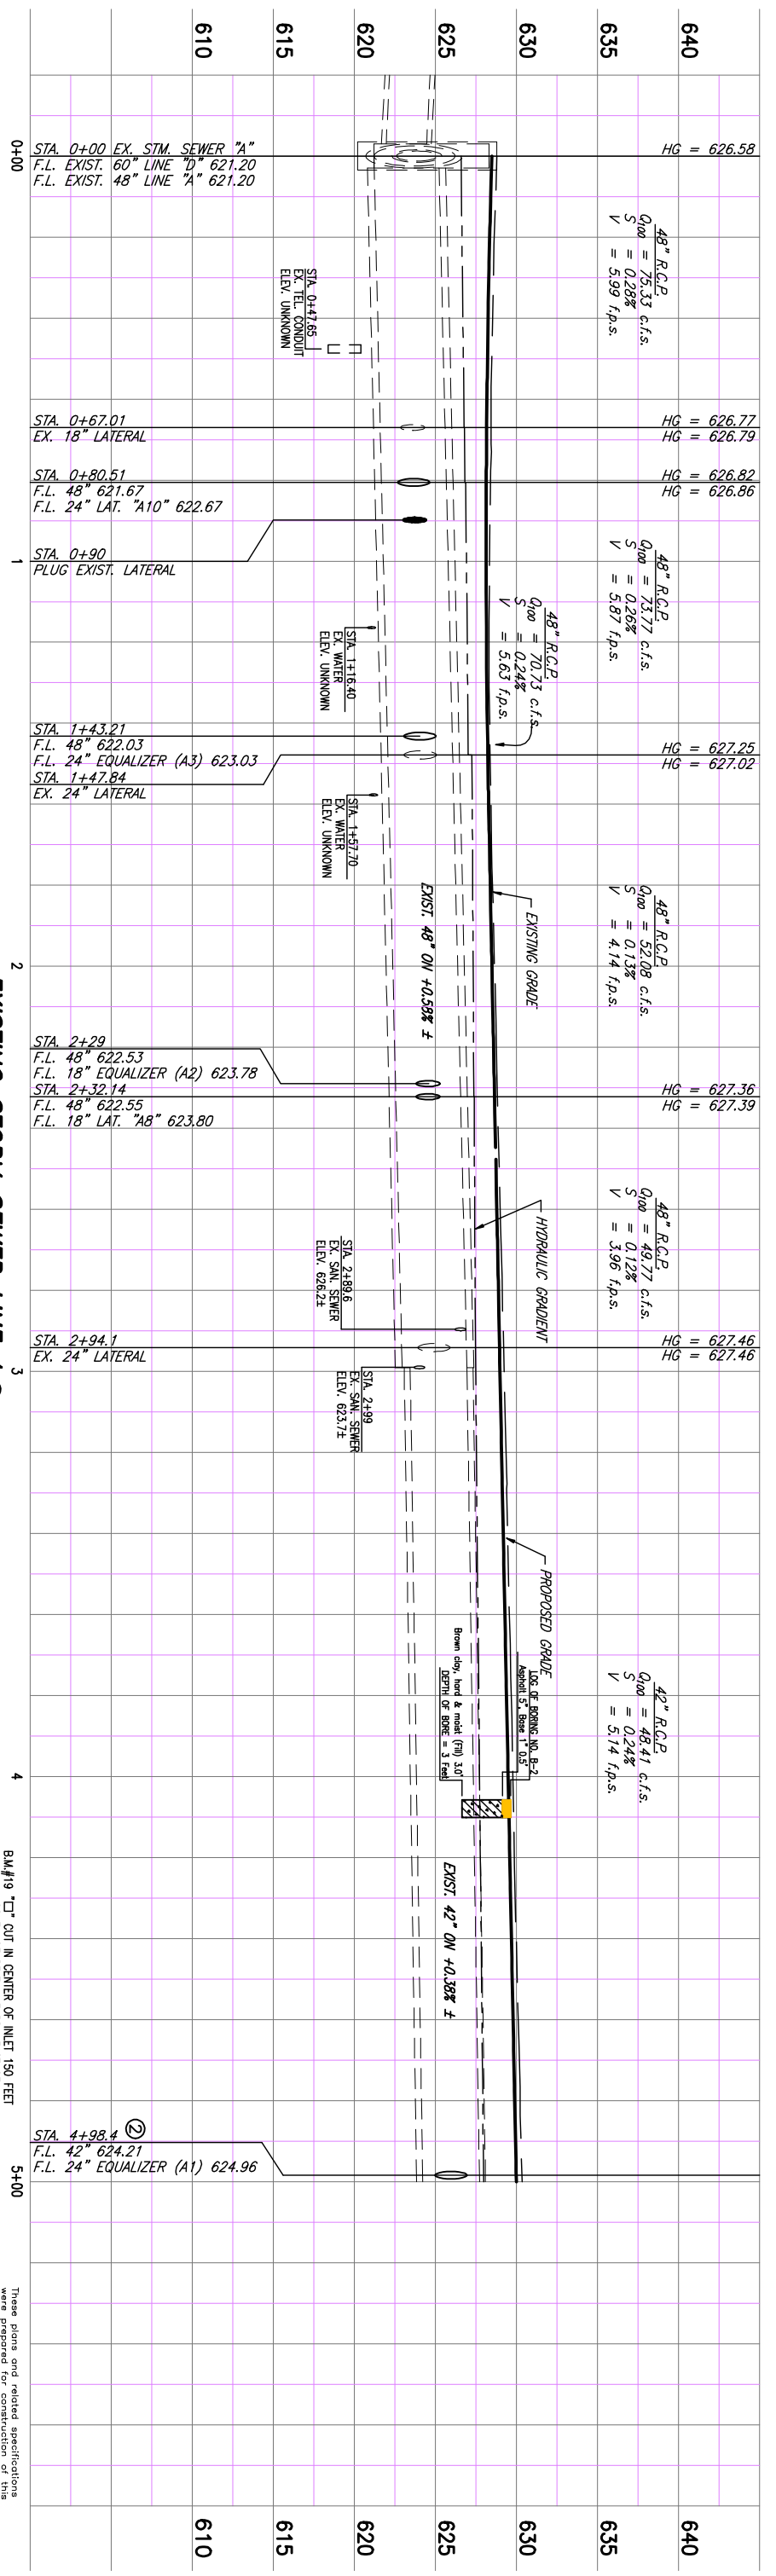 640
635
630
625
620
615
610
HG = 626.58
STA. 0+00 EX. STM. SEWER "A"
F.L. EXIST. 60" LINE "D" 621.20
F.L. EXIST. 48" LINE "A" 621.20
0+00
48" R.C.P.
Q100 = 75.33 c.f.s.
S = 0.28%
V = 5.99 f.p.s.
STA. 0+47.65
EX. TEL. CONDUIT
ELEV. UNKNOWN
HG = 626.77
HG = 626.79
STA. 0+67.01
EX. 18" LATERAL
HG = 626.82
HG = 626.86
STA. 0+80.51
F.L. 48" 621.67
F.L. 24" LAT. "A10" 622.67
STA. 0+90
PLUG EXIST. LATERAL
1
48" R.C.P.
Q100 = 73.77 c.f.s.
S = 0.26%
V = 5.87 f.p.s.
48" R.C.P.
Q100 = 70.73 c.f.s.
S = 0.24%
V = 5.63 f.p.s.
STA. 1+16.40
EX. WATER
ELEV. UNKNOWN
HG = 627.25
HG = 627.02
STA. 1+43.21
F.L. 48" 622.03
F.L. 24" EQUALIZER (A3) 623.03
STA. 1+47.84
EX. 24" LATERAL
STA. 1+57.70
EX. WATER
ELEV. UNKNOWN
48" R.C.P.
Q100 = 52.08 c.f.s.
S = 0.13%
V = 4.14 f.p.s.
EXISTING GRADE
EXIST. 48" ON +0.58% ±
2
HG = 627.36
HG = 627.39
STA. 2+29
F.L. 48" 622.53
F.L. 18" EQUALIZER (A2) 623.78
STA. 2+32.14
F.L. 48" 622.55
F.L. 18" LAT. "A8" 623.80
48" R.C.P.
Q100 = 49.77 c.f.s.
S = 0.12%
V = 3.96 f.p.s.
HYDRAULIC GRADIENT
STA. 2+89.6
EX. SAN. SEWER
ELEV. 626.2±
HG = 627.46
HG = 627.46
STA. 2+94.1
EX. 24" LATERAL
STA. 2+99
EX. SAN. SEWER
ELEV. 623.7±
3
PROPOSED GRADE
42" R.C.P.
Q100 = 48.41 c.f.s.
S = 0.24%
V = 5.14 f.p.s.
LOG OF BORING NO. B-2
Asphalt 5", Base 1" 0.5'
Brown clay, hard & moist (Fill) 3.0'
DEPTH OF BORE = 3 Feet
4
EXIST. 42" ON +0.38% ±
B.M.#19 "□" CUT IN CENTER OF INLET 150 FEET
②
STA. 4+98.4
F.L. 42" 624.21
F.L. 24" EQUALIZER (A1) 624.96
5+00
These plans and related specifications
were prepared for construction of this
640
635
630
625
620
615
610